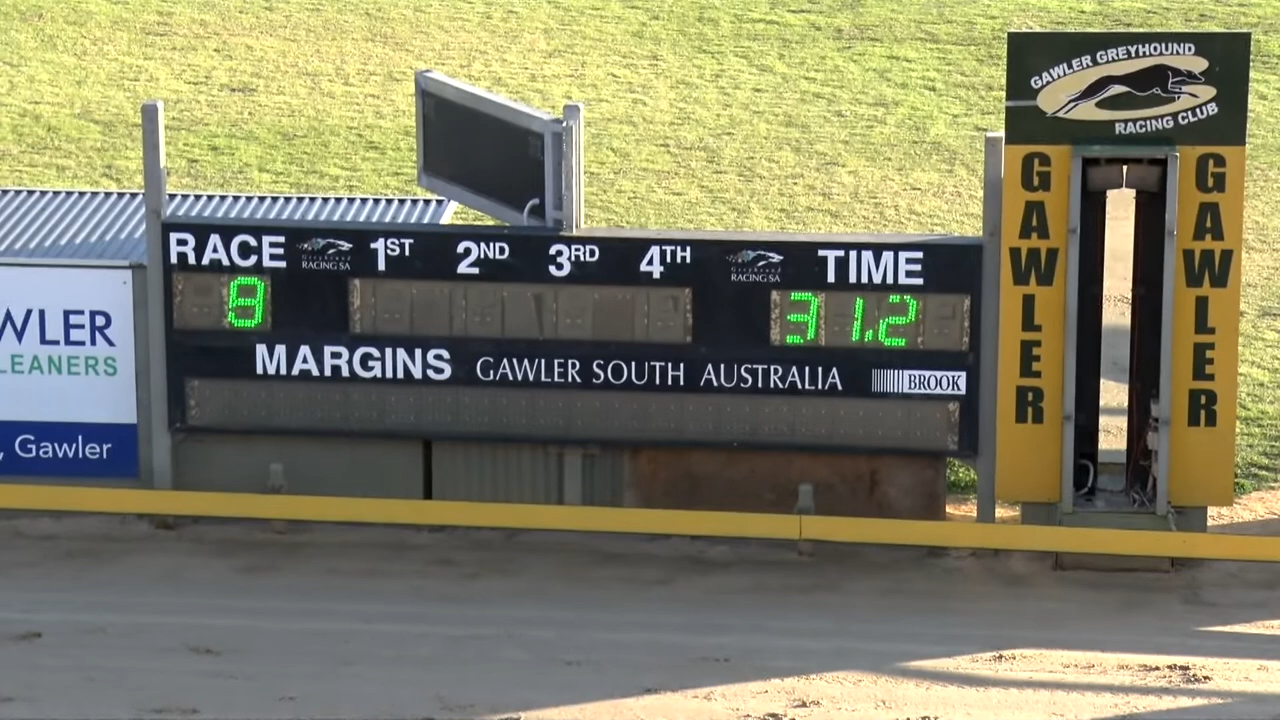 GAWLER GREYHOUND
RACING CLUB
GAWLER
GAWLER
RACE
Greyhound
RACING SA
1ST 2ND 3RD 4TH
Greyhound
RACING SA
TIME
8
31.2
MARGINS GAWLER SOUTH AUSTRALIA BROOK
WLER
LEANERS
, Gawler